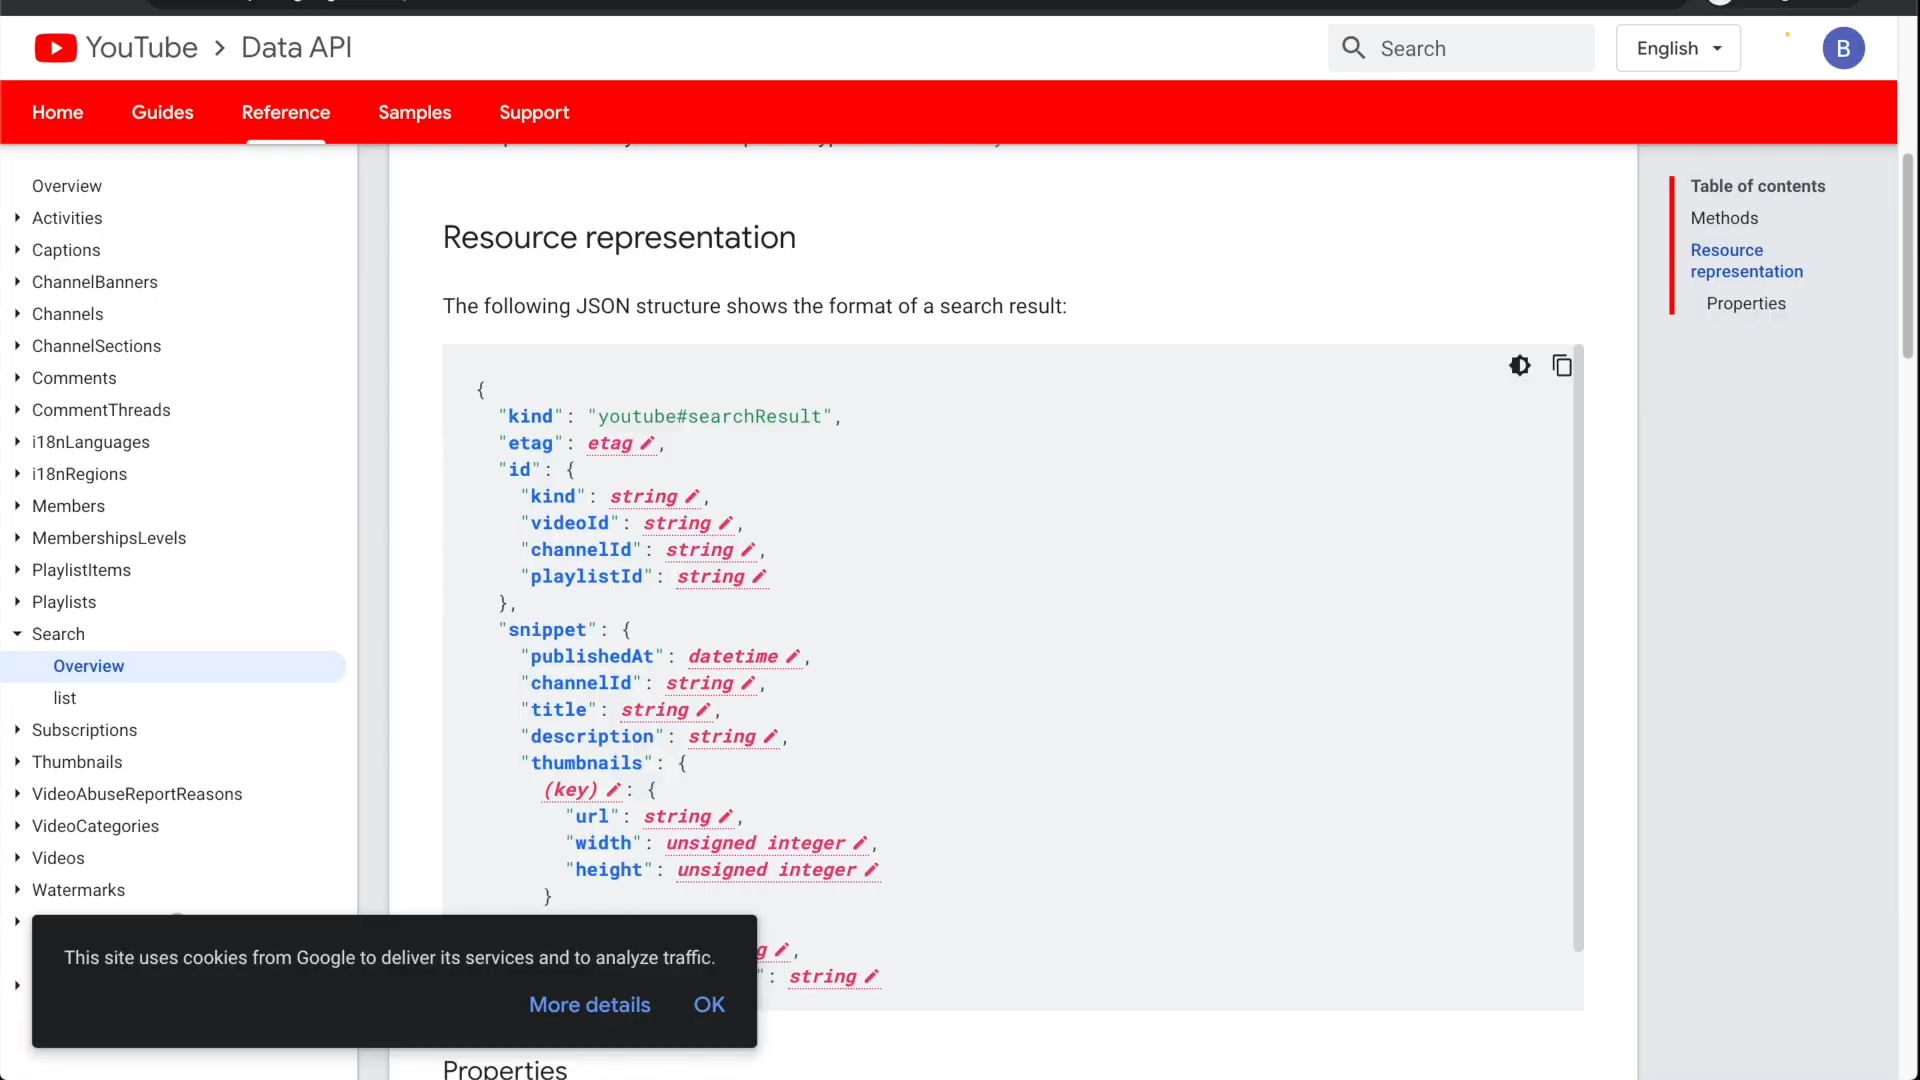 YouTube > Data API
Search
English
B
Home
Guides
Reference
Samples
Support
Overview
Activities
Captions
ChannelBanners
Channels
ChannelSections
Comments
CommentThreads
i18nLanguages
i18nRegions
Members
MembershipsLevels
PlaylistItems
Playlists
Search
Overview
list
Subscriptions
Thumbnails
VideoAbuseReportReasons
VideoCategories
Videos
Watermarks
Resource representation
The following JSON structure shows the format of a search result:
{
"kind": "youtube#searchResult",
"etag": etag,
"id": {
"kind": string,
"videoId": string,
"channelId": string,
"playlistId": string
},
"snippet": {
"publishedAt": datetime,
"channelId": string,
"title": string,
"description": string,
"thumbnails": {
(key): {
"url": string,
"width": unsigned integer,
"height": unsigned integer
}
g,
": string
Properties
Table of contents
Methods
Resource
representation
Properties
This site uses cookies from Google to deliver its services and to analyze traffic.
More details
OK